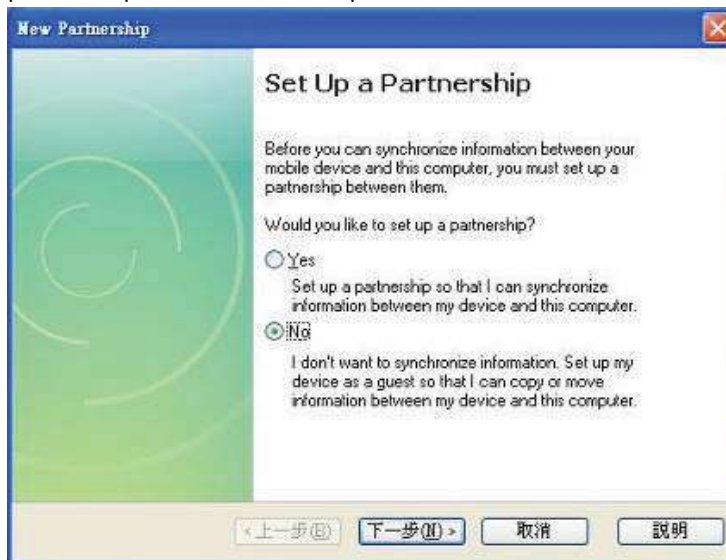 New Partnership
Set Up a Partnership
Before you can synchronize information between your
mobile device and this computer, you must set up a
partnership between them.
Would you like to set up a partnership?
Yes
Set up a partnership so that I can synchronize
information between my device and this computer.
No
I don't want to synchronize information. Set up my
device as a guest so that I can copy or move
information between my device and this computer.
<上一步(B) 下一步(N)> 取消 説明